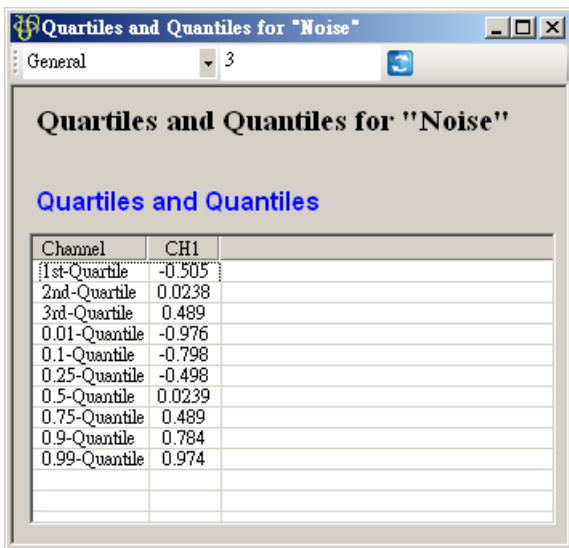 Quartiles and Quantiles for "Noise"
General 3
Quartiles and Quantiles for "Noise"
Quartiles and Quantiles
Channel CH1
1st-Quartile -0.505
2nd-Quartile 0.0238
3rd-Quartile 0.489
0.01-Quantile -0.976
0.1-Quantile -0.798
0.25-Quantile -0.498
0.5-Quantile 0.0239
0.75-Quantile 0.489
0.9-Quantile 0.784
0.99-Quantile 0.974